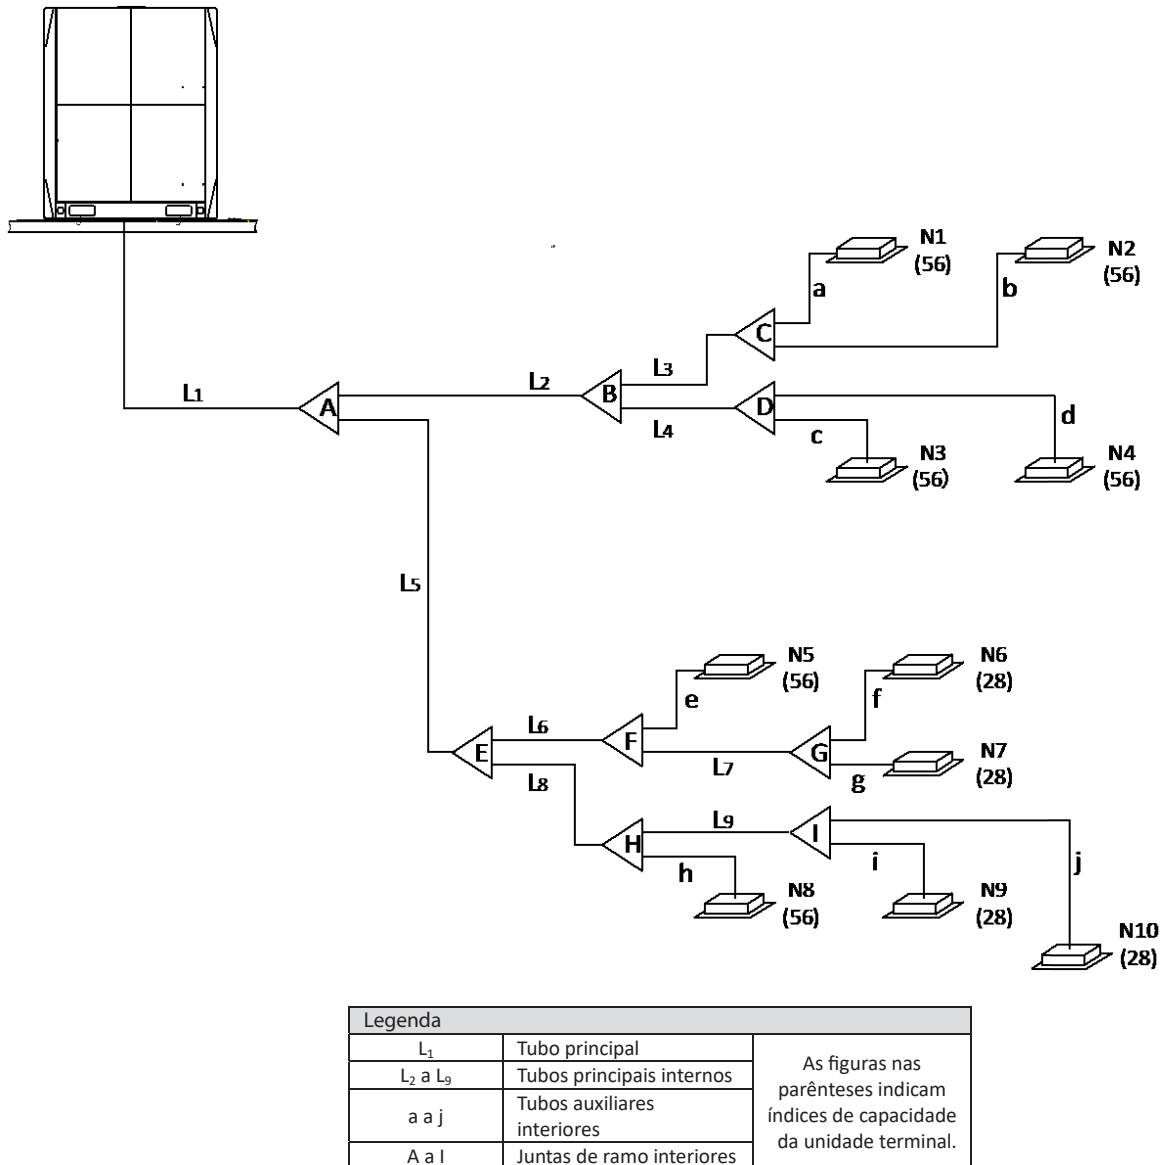 N1
(56)
N2
(56)
a
b
C
L3
L2
B
L1
A
D
L4
d
c
N3
(56)
N4
(56)
L5
N5
(56)
N6
(28)
e
f
L6
F
E
G
N7
(28)
L7
g
L8
L9
I
H
h
i
j
N8
(56)
N9
(28)
N10
(28)
Legenda
L1 Tubo principal
L2 a L9 Tubos principais internos
a a j Tubos auxiliares
interiores
A a I Juntas de ramo interiores
As figuras nas
parênteses indicam
índices de capacidade
da unidade terminal.